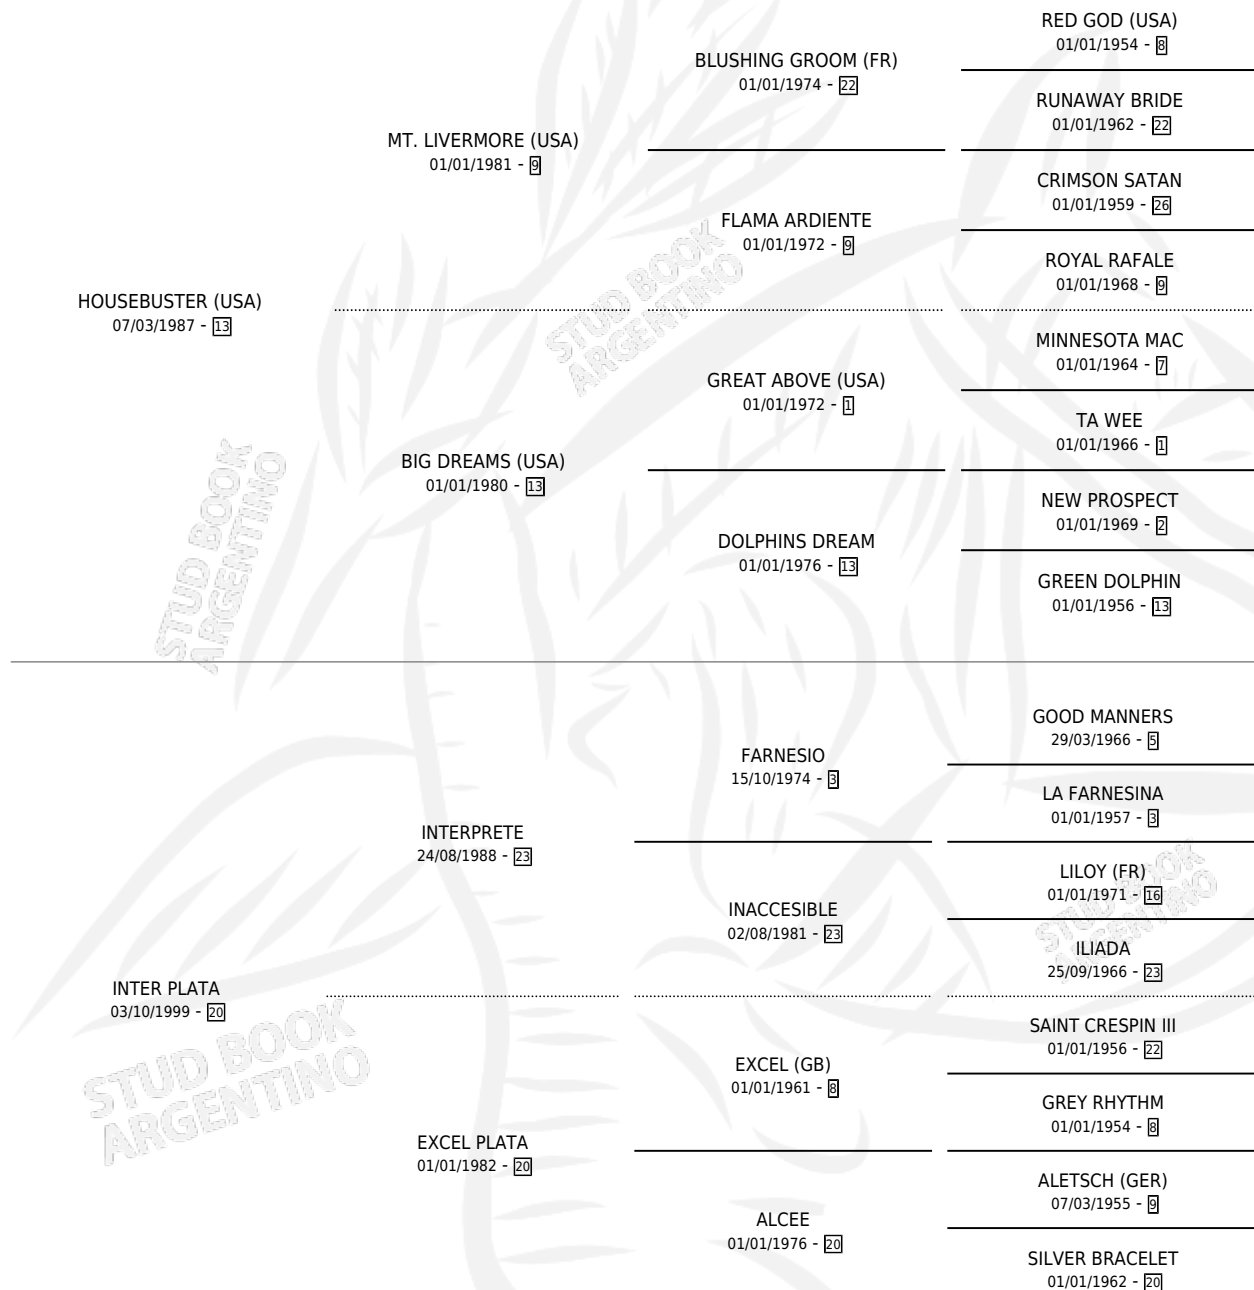 RED GOD (USA)
01/01/1954 - 8
BLUSHING GROOM (FR)
01/01/1974 - 22
RUNAWAY BRIDE
01/01/1962 - 22
MT. LIVERMORE (USA)
01/01/1981 - 9
CRIMSON SATAN
01/01/1959 - 26
FLAMA ARDIENTE
01/01/1972 - 9
ROYAL RAFALE
01/01/1968 - 9
HOUSEBUSTER (USA)
07/03/1987 - 13
STUD BOOK
ARGENTINO
MINNESOTA MAC
01/01/1964 - 7
GREAT ABOVE (USA)
01/01/1972 - 1
TA WEE
01/01/1966 - 1
BIG DREAMS (USA)
01/01/1980 - 13
NEW PROSPECT
01/01/1969 - 2
DOLPHINS DREAM
01/01/1976 - 13
GREEN DOLPHIN
01/01/1956 - 13
STUD BOOK
ARGENTINO
GOOD MANNERS
29/03/1966 - 5
FARNESIO
15/10/1974 - 3
LA FARNESINA
01/01/1957 - 3
INTERPRETE
24/08/1988 - 23
LILOY (FR)
01/01/1971 - 16
INACCESIBLE
02/08/1981 - 23
ILIADA
25/09/1966 - 23
STUD BOOK
ARGENTINO
INTER PLATA
03/10/1999 - 20
SAINT CRESPIN III
01/01/1956 - 22
EXCEL (GB)
01/01/1961 - 8
GREY RHYTHM
01/01/1954 - 8
STUD BOOK
ARGENTINO
EXCEL PLATA
01/01/1982 - 20
ALETSCH (GER)
07/03/1955 - 9
ALCEE
01/01/1976 - 20
SILVER BRACELET
01/01/1962 - 20